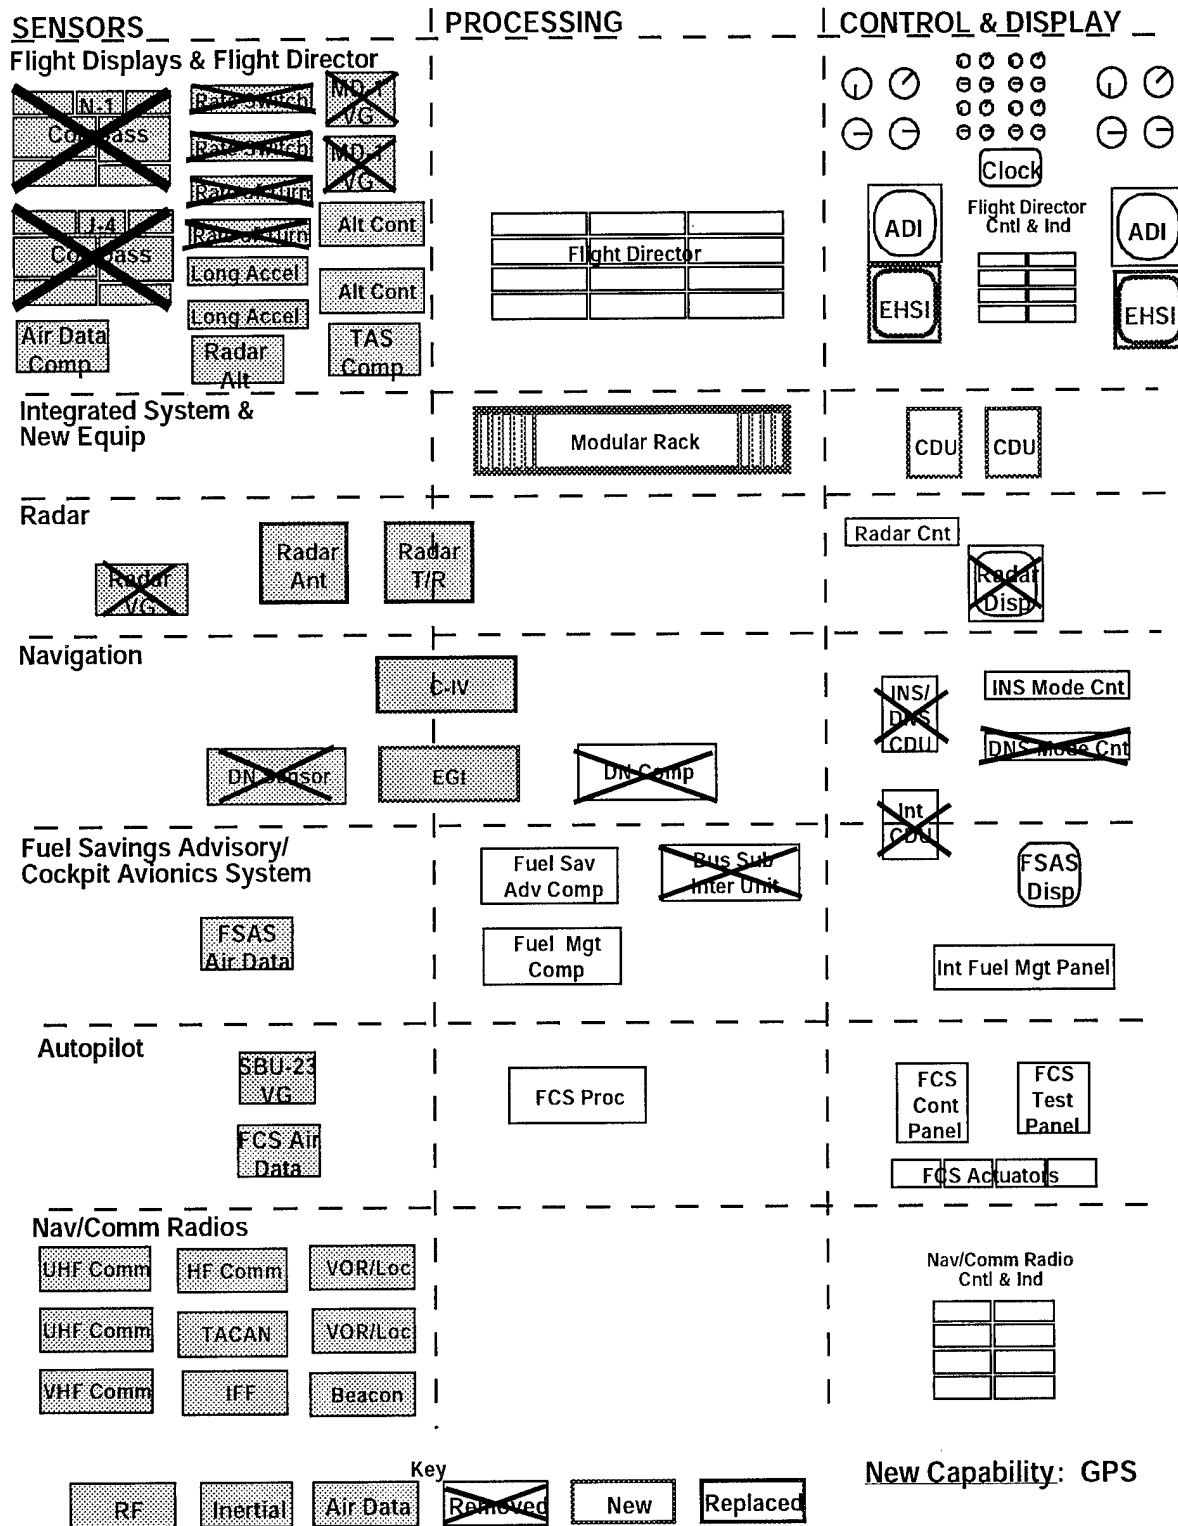 SENSORS
PROCESSING
CONTROL & DISPLAY
Flight Displays & Flight Director
N-1
Compass
Rate Switch
MD-1
VG
Rate Switch
MD-1
VG
Rate of Turn
J-4
Compass
Rate of Turn
Alt Cont
Long Accel
Alt Cont
Long Accel
Air Data
Comp
Radar
Alt
TAS
Comp
Flight Director
Clock
Flight Director
Cntl & Ind
ADI
ADI
EHSI
EHSI
Integrated System &
New Equip
Modular Rack
CDU
CDU
Radar
Radar
VG
Radar
Ant
Radar
T/R
Radar Cnt
Radar
Disp
Navigation
C-IV
DN Sensor
EGI
DN Comp
INS/
DNS
CDU
INS Mode Cnt
DNS Mode Cnt
Int
CDU
Fuel Savings Advisory/
Cockpit Avionics System
FSAS
Air Data
Fuel Sav
Adv Comp
Bus Sub
Inter Unit
Fuel Mgt
Comp
FSAS
Disp
Int Fuel Mgt Panel
Autopilot
SBU-23
VG
FCS Air
Data
FCS Proc
FCS
Cont
Panel
FCS
Test
Panel
FCS Actuators
Nav/Comm Radios
UHF Comm
HF Comm
VOR/Loc
UHF Comm
TACAN
VOR/Loc
VHF Comm
IFF
Beacon
Nav/Comm Radio
Cntl & Ind
Key
RF
Inertial
Air Data
Removed
New
Replaced
New Capability: GPS